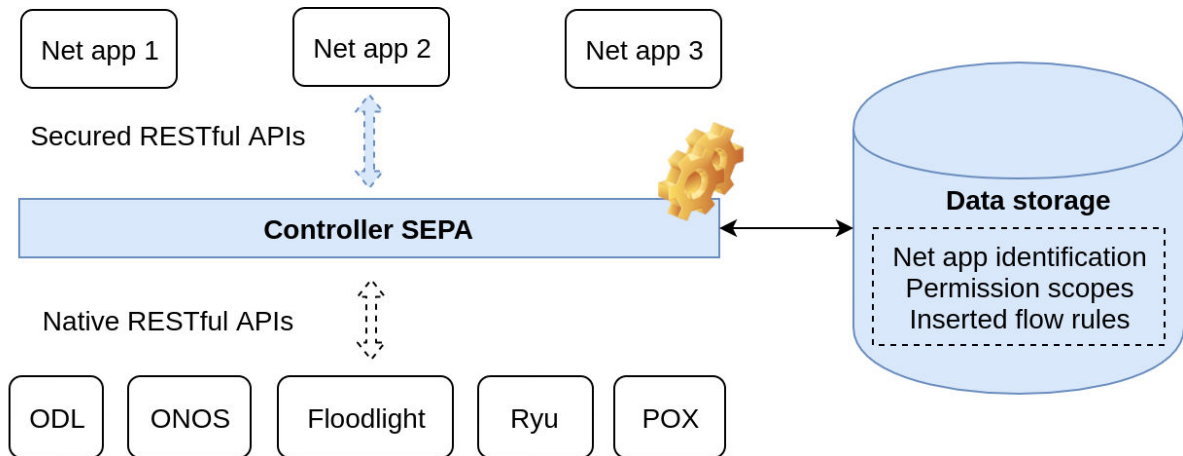 Net app 1
Net app 2
Net app 3
Secured RESTful APIs
Controller SEPA
Data storage
Net app identification
Permission scopes
Inserted flow rules
Native RESTful APIs
ODL
ONOS
Floodlight
Ryu
POX